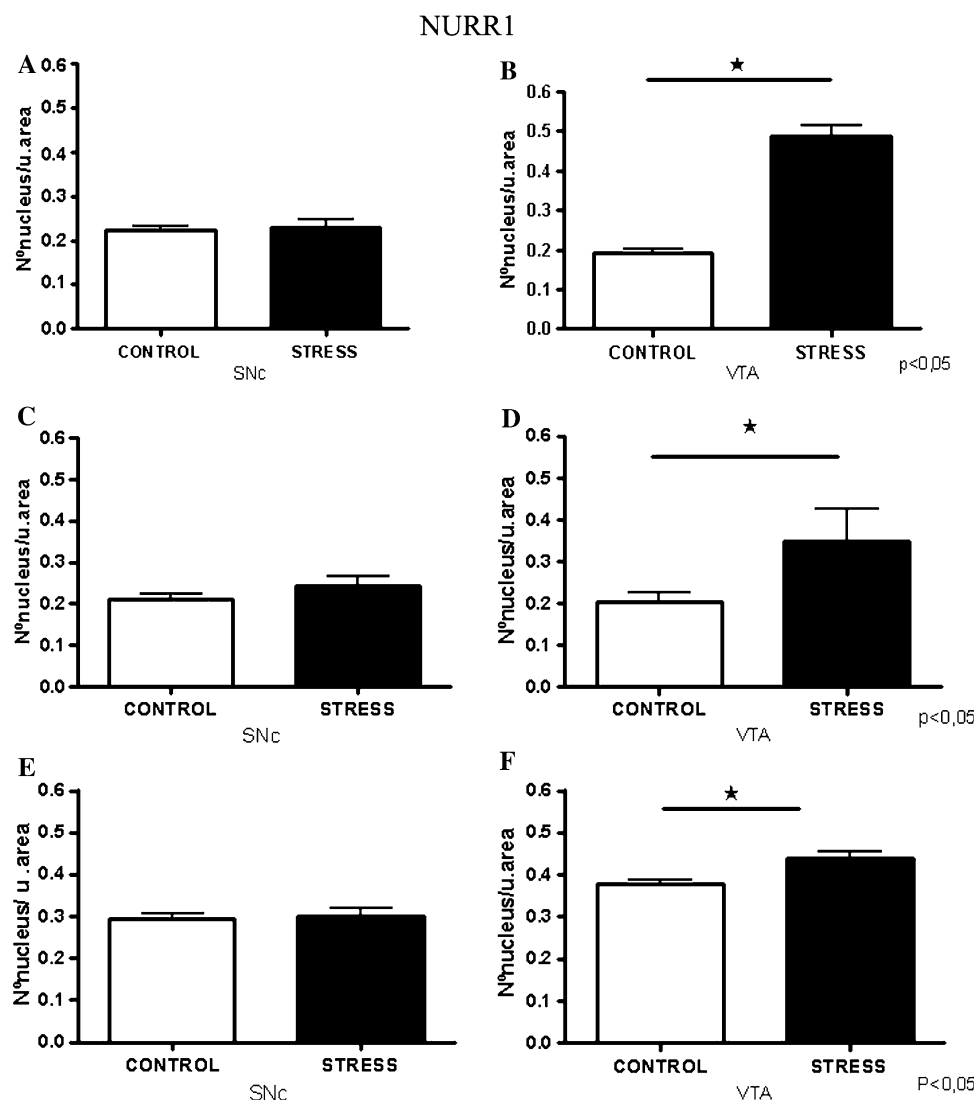 NURR1
A
Nºnucleus/u.area
0.6
0.5
0.4
0.3
0.2
0.1
0.0
CONTROL STRESS
SNc
B
Nºnucleus/u.area
0.6
0.5
0.4
0.3
0.2
0.1
0.0
CONTROL STRESS
VTA
p<0,05
C
Nºnucleus/u.area
0.6
0.5
0.4
0.3
0.2
0.1
0.0
CONTROL STRESS
SNc
D
Nºnucleus/u.area
0.6
0.5
0.4
0.3
0.2
0.1
0.0
CONTROL STRESS
VTA
p<0,05
E
Nºnucleus/ u.area
0.6
0.5
0.4
0.3
0.2
0.1
0.0
CONTROL STRESS
SNc
F
Nºnucleus/u.area
0.6
0.5
0.4
0.3
0.2
0.1
0.0
CONTROL STRESS
VTA
P<0,05